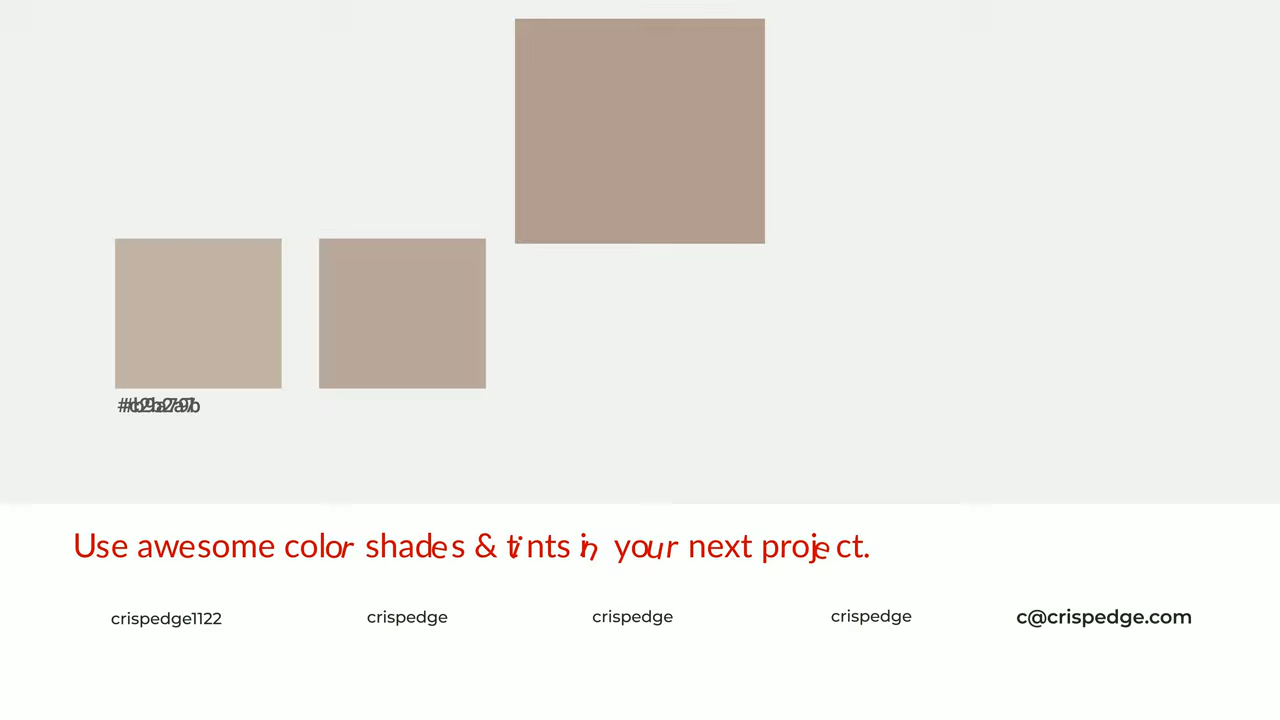 Use awesome color shades & tints in your next project.
crispedge1122 crispedge crispedge crispedge c@crispedge.com